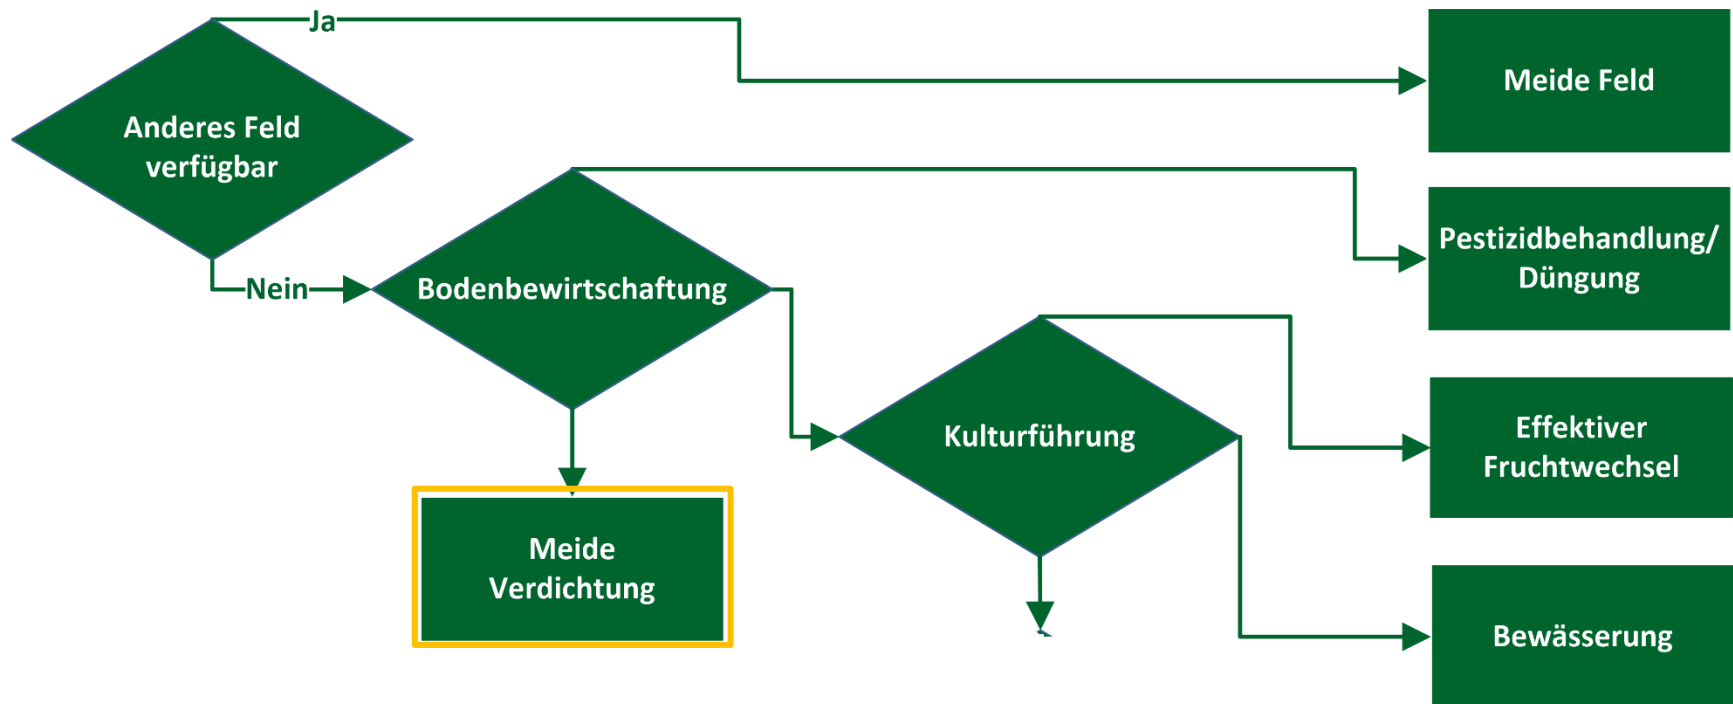 Ja
Meide Feld
Anderes Feld
verfügbar
Pestizidbehandlung/
Düngung
Nein
Bodenbewirtschaftung
Kulturführung
Effektiver
Fruchtwechsel
Meide
Verdichtung
Bewässerung